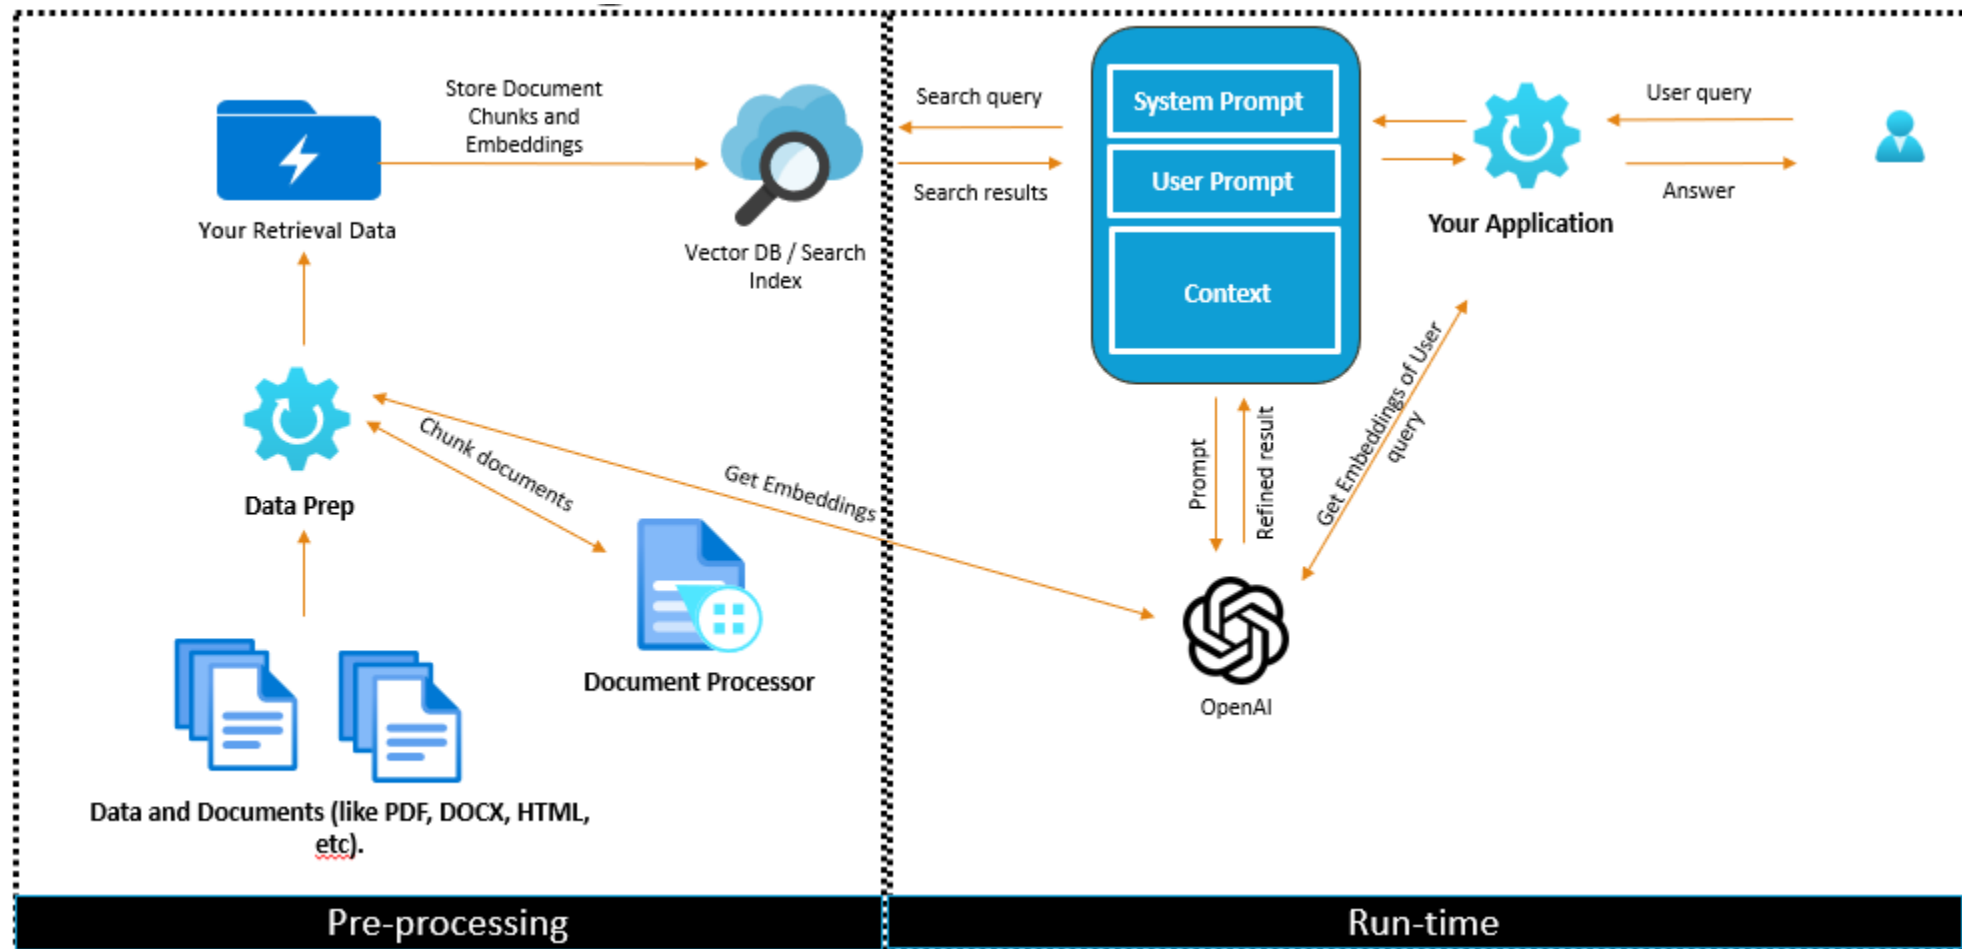 Store Document
Chunks and
Embeddings
Your Retrieval Data
Vector DB / Search
Index
Data Prep
Chunk documents
Get Embeddings
Document Processor
Data and Documents (like PDF, DOCX, HTML,
etc).
Pre-processing
Search query
Search results
System Prompt
User Prompt
Context
User query
Answer
Your Application
Prompt
Refined result
Get Embeddings of User
query
OpenAI
Run-time